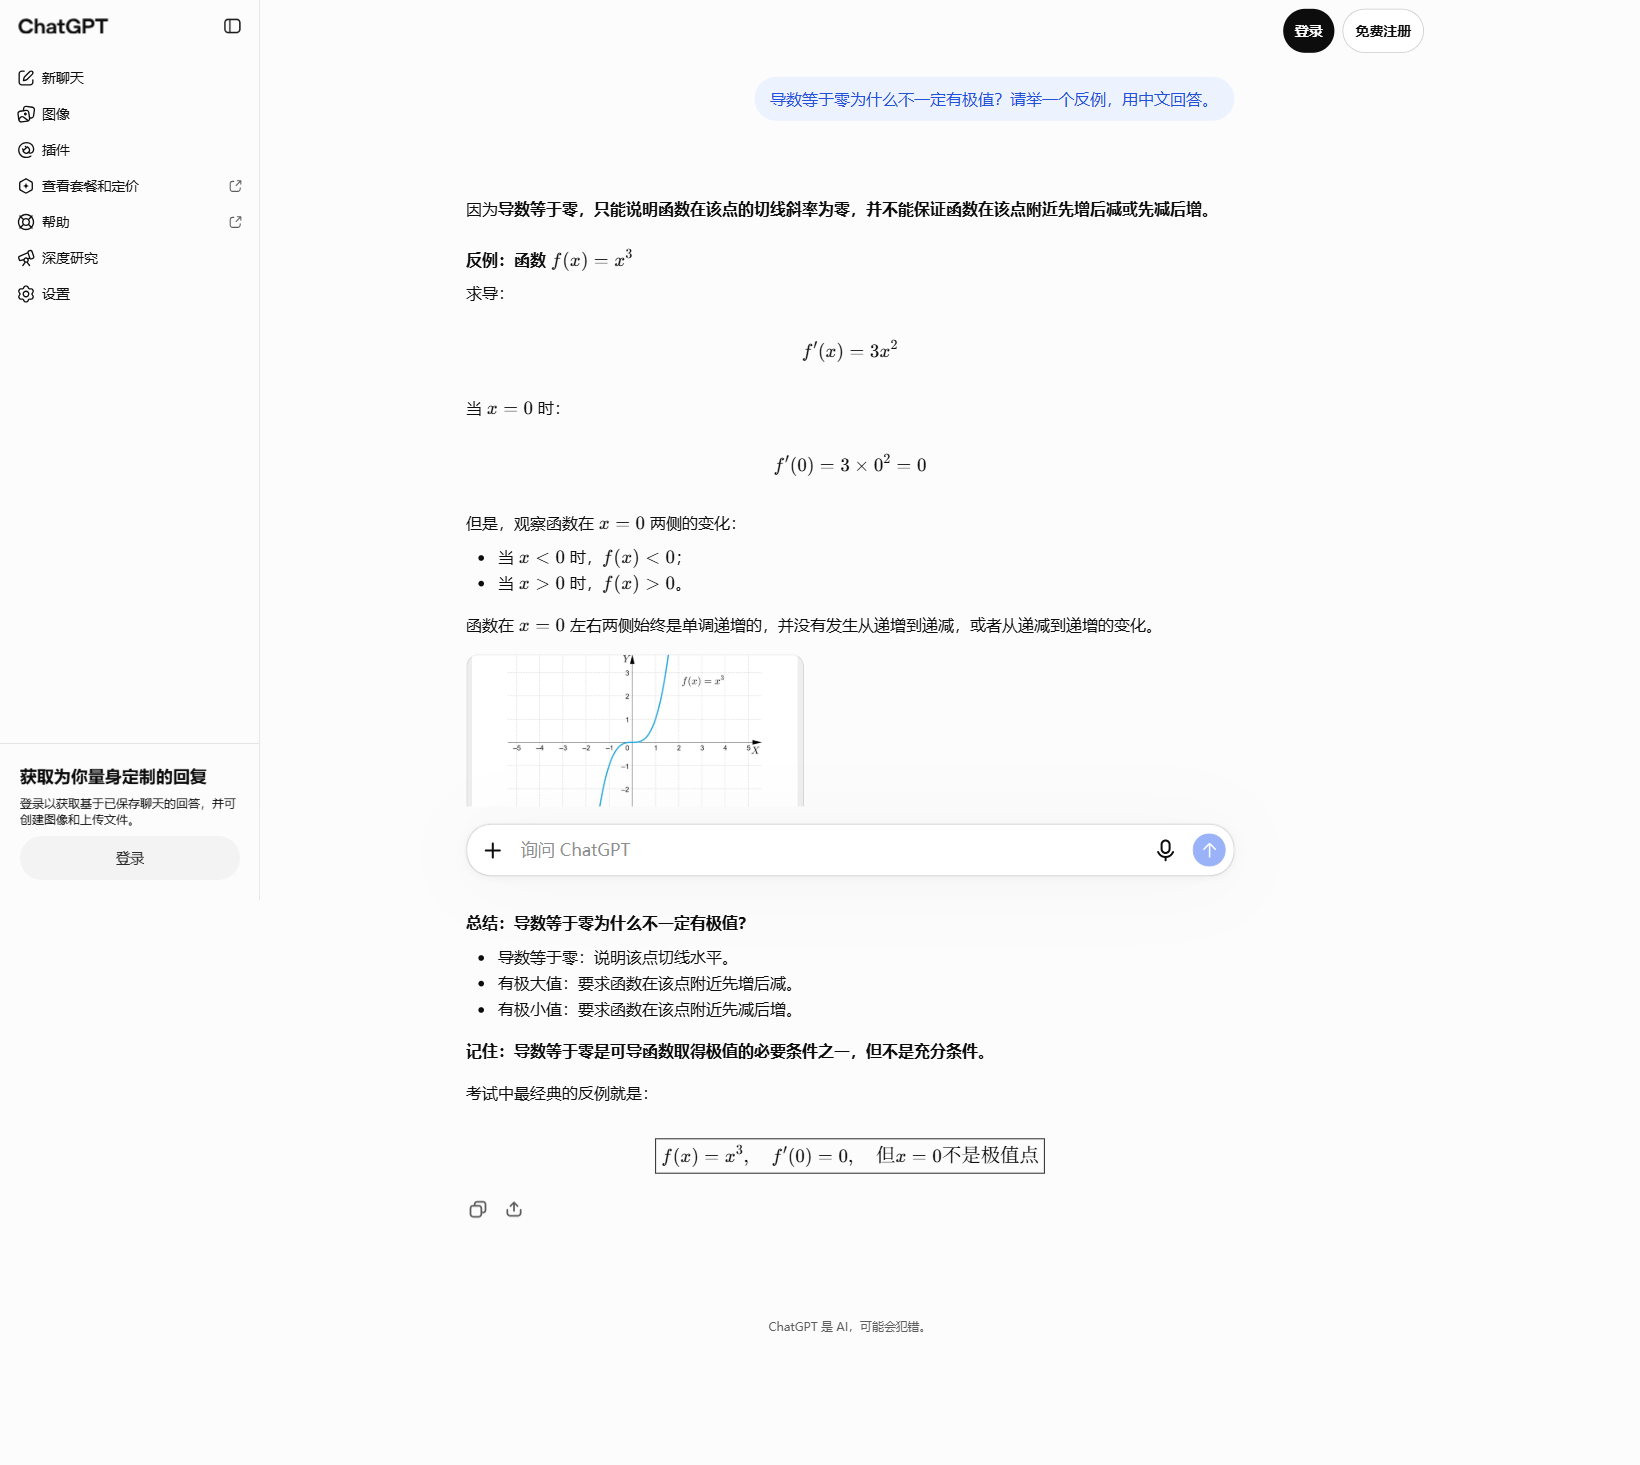 ChatGPT
新聊天
图像
插件
查看套餐和定价
帮助
深度研究
设置
获取为你量身定制的回复
登录以获取基于已保存聊天的回答，并可
创建图像和上传文件。
登录
登录
免费注册
导数等于零为什么不一定有极值？请举一个反例，用中文回答。
因为导数等于零，只能说明函数在该点的切线斜率为零，并不能保证函数在该点附近先增后减或先减后增。
反例：函数 f(x) = x³
求导：
f′(x) = 3x²
当 x = 0 时：
f′(0) = 3 × 0² = 0
但是，观察函数在 x = 0 两侧的变化：
• 当 x < 0 时，f(x) < 0；
• 当 x > 0 时，f(x) > 0。
函数在 x = 0 左右两侧始终是单调递增的，并没有发生从递增到递减，或者从递减到递增的变化。
Y
3
f(x) = x³
2
1
−5 −4 −3 −2 −1 0 1 2 3 4 5 X
−1
−2
询问 ChatGPT
总结：导数等于零为什么不一定有极值？
• 导数等于零：说明该点切线水平。
• 有极大值：要求函数在该点附近先增后减。
• 有极小值：要求函数在该点附近先减后增。
记住：导数等于零是可导函数取得极值的必要条件之一，但不是充分条件。
考试中最经典的反例就是：
f(x) = x³, f′(0) = 0, 但x = 0不是极值点
ChatGPT 是 AI，可能会犯错。